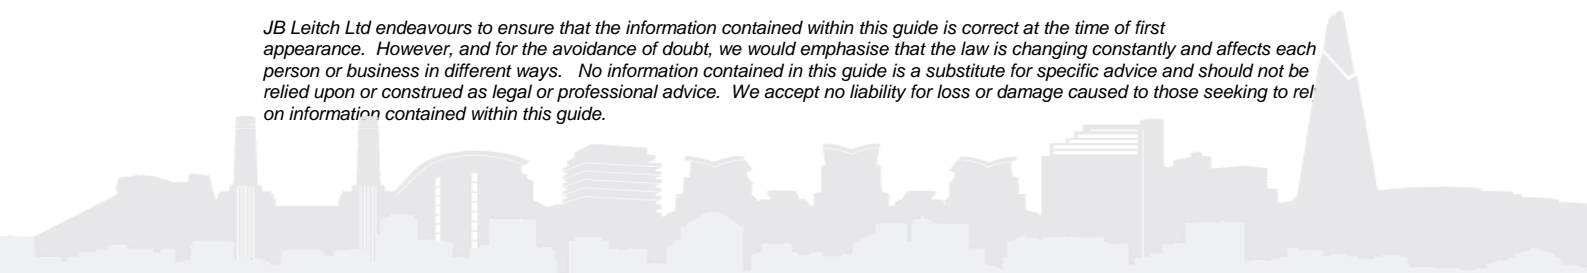 JB Leitch Ltd endeavours to ensure that the information contained within this guide is correct at the time of first
appearance.  However, and for the avoidance of doubt, we would emphasise that the law is changing constantly and affects each
person or business in different ways.   No information contained in this guide is a substitute for specific advice and should not be
relied upon or construed as legal or professional advice.  We accept no liability for loss or damage caused to those seeking to rel
on information contained within this guide.